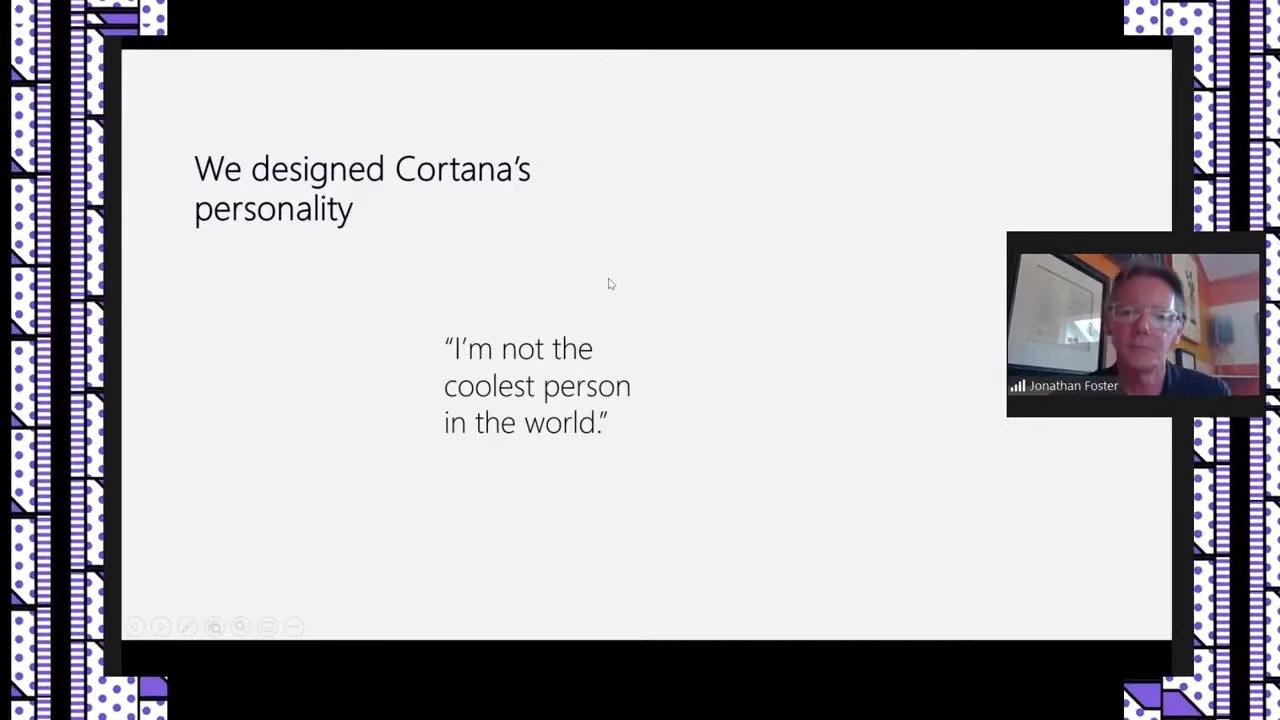 We designed Cortana’s
personality
“I’m not the
coolest person
in the world.”
Jonathan Foster